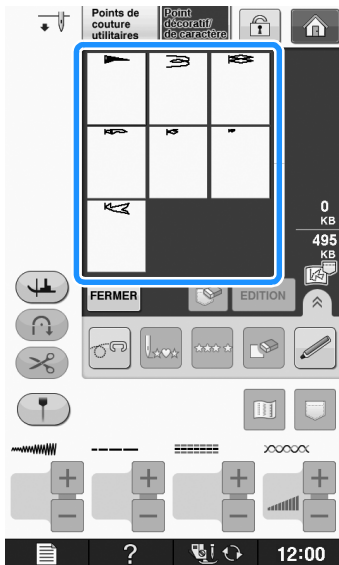 Points de
couture
utilitaires
Point
décoratif/
de caractère
0
KB
495
KB
FERMER
EDITION
?
12:00